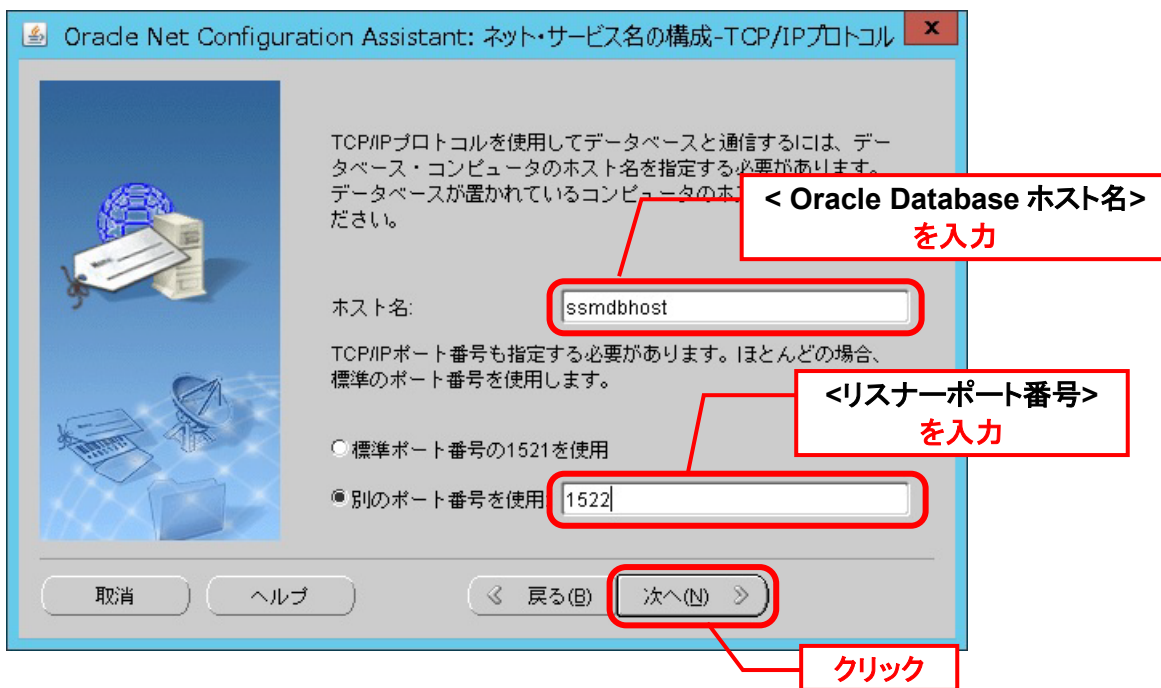 Oracle Net Configuration Assistant: ネット・サービス名の構成-TCP/IPプロトコル
x
TCP/IPプロトコルを使用してデータベースと通信するには、デー
タベース・コンピュータのホスト名を指定する必要があります。
データベースが置かれているコンピュータのホ
ださい。
< Oracle Database ホスト名>
を入力
ホスト名:
ssmdbhost
TCP/IPポート番号も指定する必要があります。ほとんどの場合、
標準のポート番号を使用します。
<リスナーポート番号>
を入力
標準ポート番号の1521を使用
別のポート番号を使用:
1522
取消
ヘルプ
戻る(B)
次へ(N)
クリック